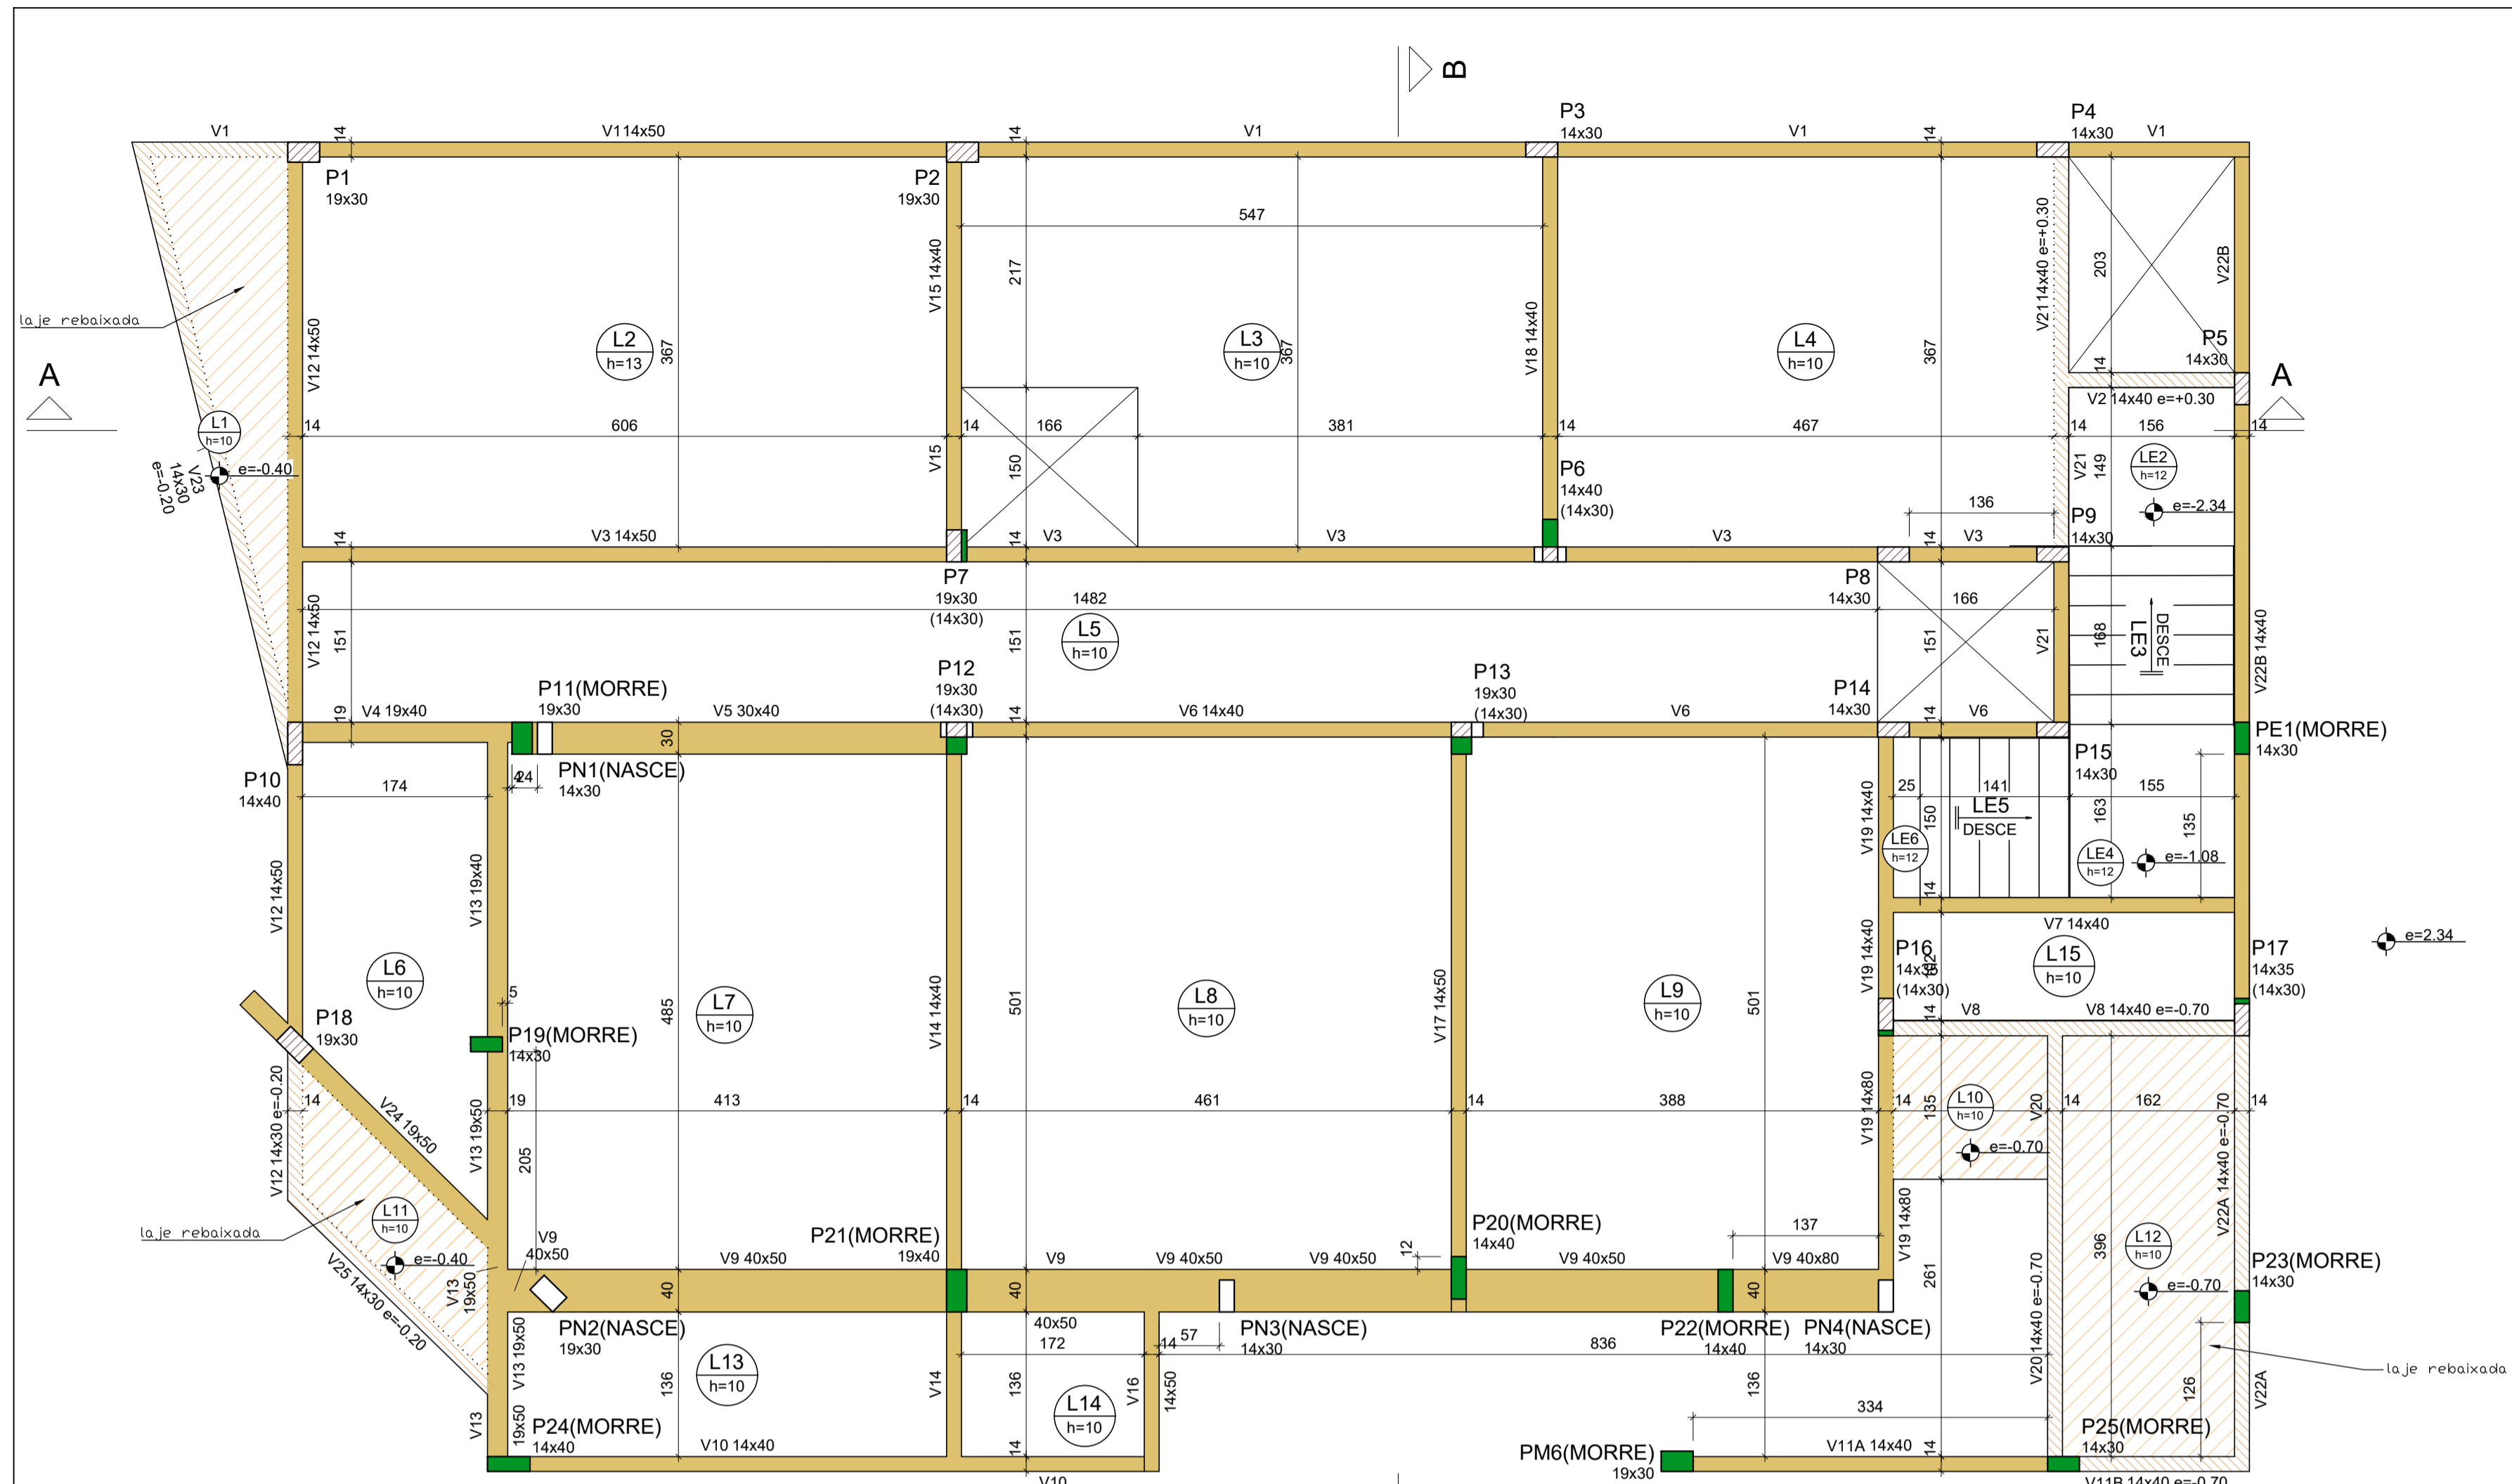 B
P3
14x30
P4
14x30
V1
V1 14x50
V1
V1
V1
14
14
14
P1
19x30
P2
19x30
547
217
V15 14x40
V21 14x40 e=+0.30
203
V22B
laje rebaixada
V12 14x50
L2
h=13
367
L3
h=10
367
V18 14x40
L4
h=10
367
P5
14x30
14
A
A
V2 14x40 e=+0.30
L1
h=10
14
606
14
166
381
14
467
14
156
14
V15
150
P6
14x40
(14x30)
V21
149
LE2
h=12
e=-0.40
V23
14x30
e=-0.20
136
e=-2.34
P9
14x30
14
V3 14x50
14
V3
V3
V3
14
V3
P7
19x30
(14x30)
P8
14x30
V12 14x50
151
1482
151
L5
h=10
166
151
V21
168
LE3
DESCE
V22B 14x40
P12
19x30
(14x30)
P13
19x30
(14x30)
P14
14x30
P11(MORRE)
19x30
19
V4 19x40
V5 30x40
14
V6 14x40
V6
14
V6
30
PE1(MORRE)
14x30
P15
14x30
PN1(NASCE)
14x30
4
24
P10
14x40
174
25
141
155
V19 14x40
150
LE5
DESCE
163
135
LE6
h=12
LE4
h=12
e=-1.08
V12 14x50
V13 19x40
14
V7 14x40
L6
h=10
5
L7
h=10
485
V14 14x40
501
L8
h=10
V17 14x50
L9
h=10
501
V19 14x40
P16
14x35
(14x30)
L15
h=10
P17
14x35
(14x30)
e=2.34
P18
19x30
P19(MORRE)
14x30
14
V8
V8 14x40 e=-0.70
V12 14x30 e=-0.20
14
V24 19x50
V13 19x50
19
413
14
461
14
388
V19 14x80
14
135
L10
h=10
V20
14
162
V22A 14x40 e=-0.70
14
e=-0.70
205
laje rebaixada
L11
h=10
e=-0.40
V25 14x30 e=-0.20
V9
40x50
V13
19x50
V9 40x50
P21(MORRE)
19x40
V9
V9 40x50
V9 40x50
12
P20(MORRE)
14x40
V9 40x50
137
V9 40x80
V19 14x80
261
V20 14x40 e=-0.70
396
L12
h=10
e=-0.70
P23(MORRE)
14x30
40
40
40
PN2(NASCE)
19x30
V13 19x50
40x50
172
14
57
PN3(NASCE)
14x30
836
P22(MORRE)
14x40
PN4(NASCE)
14x30
L13
h=10
136
V14
136
V16
14x50
L14
h=10
136
126
V22A
laje rebaixada
334
V13
19x50
P24(MORRE)
14x40
V10 14x40
14
V10
PM6(MORRE)
19x30
V11A 14x40
14
P25(MORRE)
14x30
V11B 14x40 e=-0.70